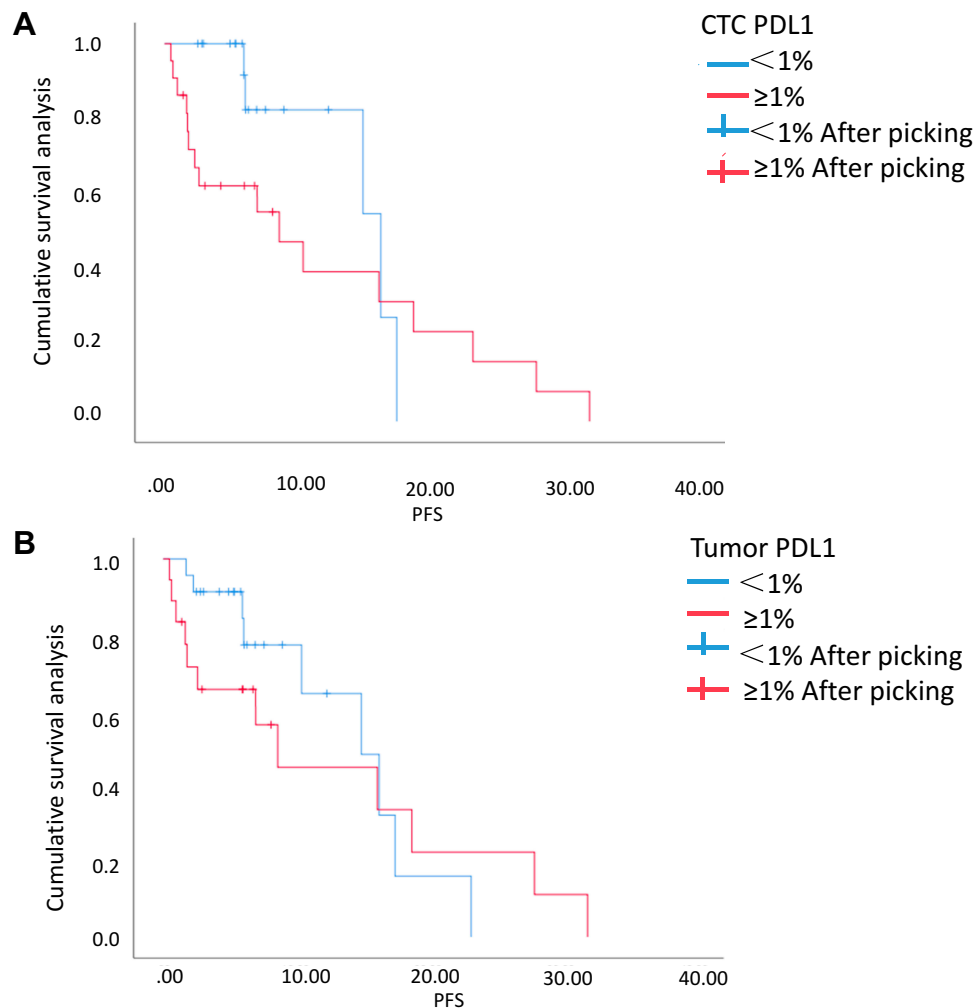 A
CTC PDL1
<1%
≥1%
<1% After picking
≥1% After picking
Cumulative survival analysis
1.0
0.8
0.6
0.4
0.2
0.0
.00 10.00 20.00 30.00 40.00
PFS
B
Tumor PDL1
<1%
≥1%
<1% After picking
≥1% After picking
Cumulative survival analysis
1.0
0.8
0.6
0.4
0.2
0.0
.00 10.00 20.00 30.00 40.00
PFS